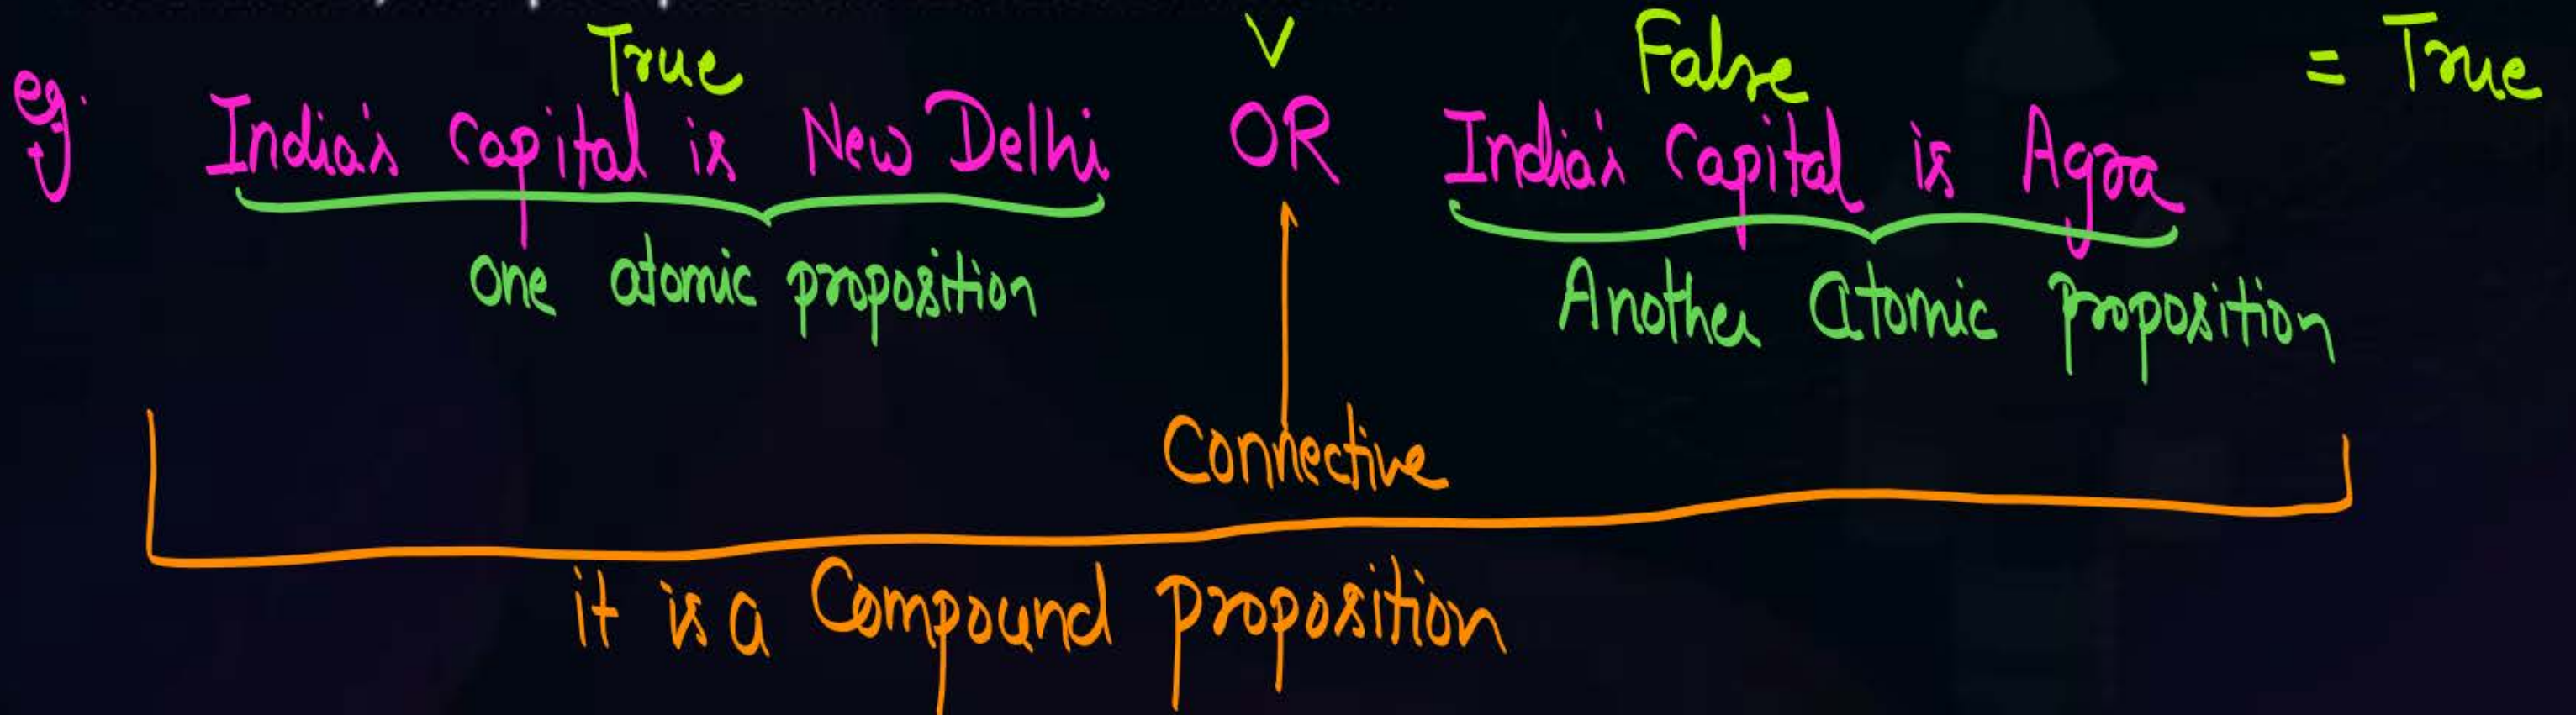 True V False = True
eg. India's Capital is New Delhi OR India's Capital is Agra
one atomic proposition Another Atomic proposition
Connective
it is a Compound proposition